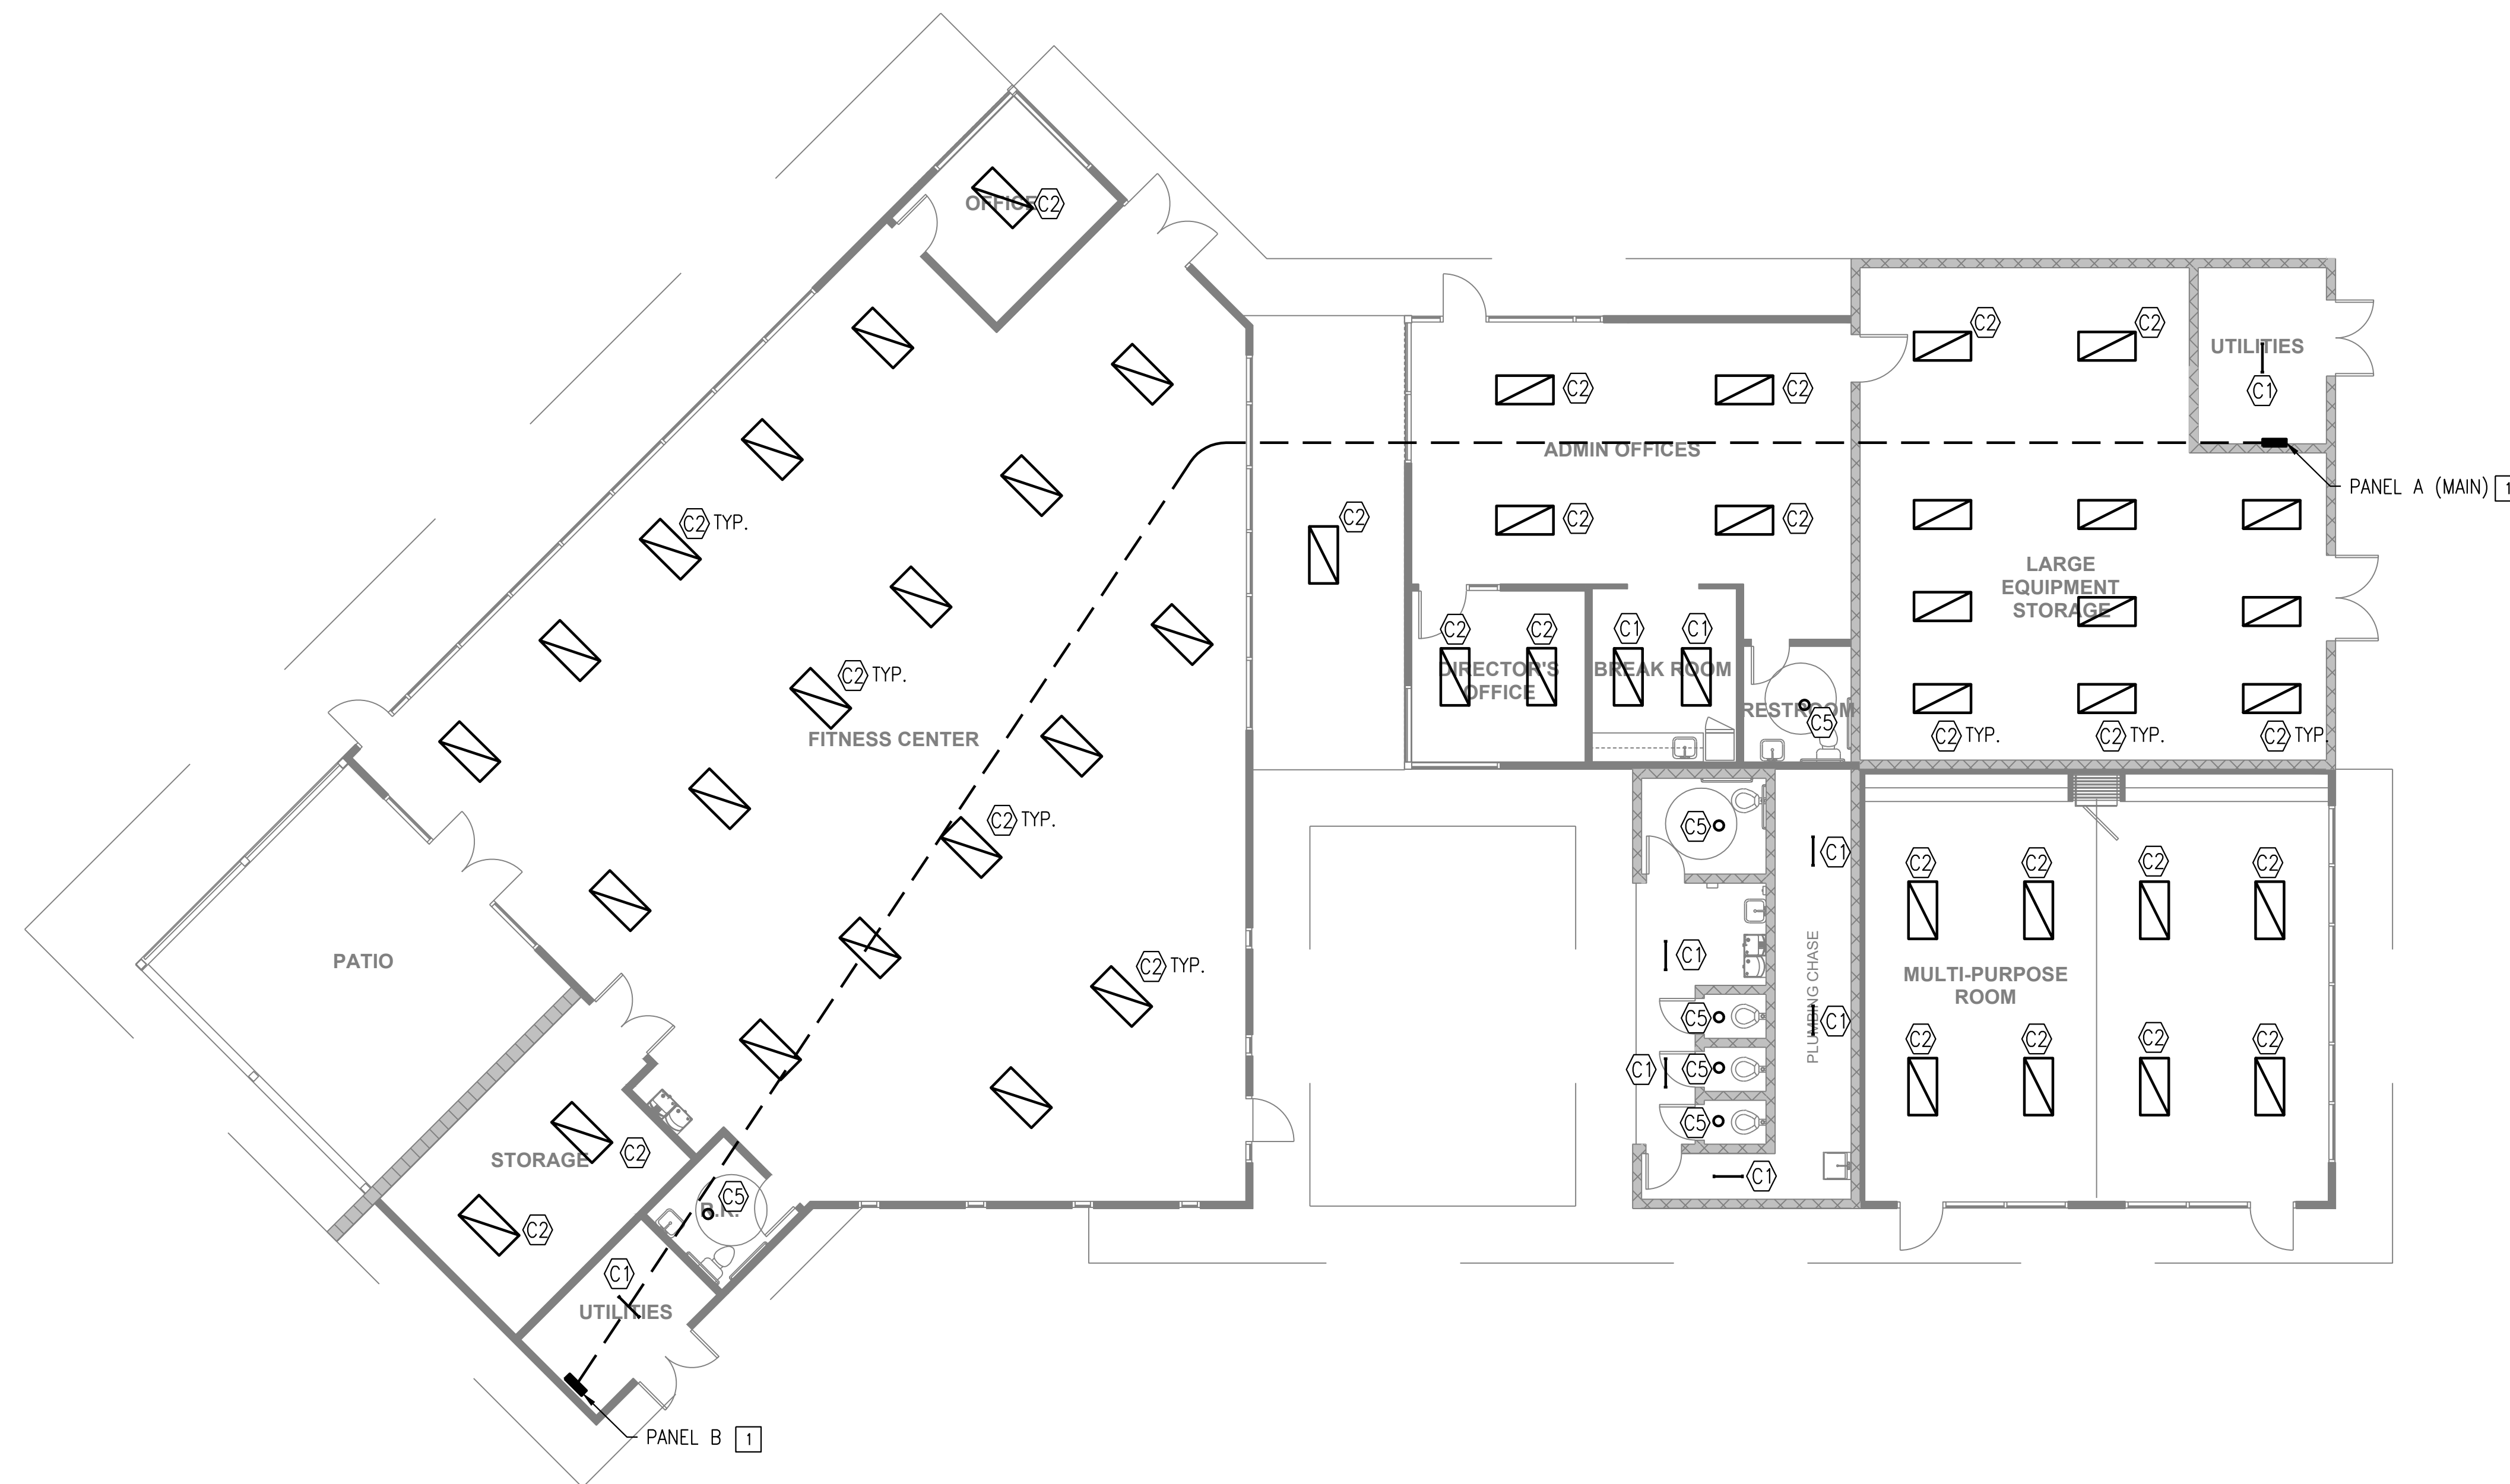 OFFICE
C2
C2
C2
UTILITIES
C1
C2
C2
ADMIN OFFICES
PANEL A (MAIN) 1
C2 TYP.
C2
C2
C2
LARGE
EQUIPMENT
STORAGE
C2
C2
C1
C1
DIRECTOR'S
OFFICE
BREAK ROOM
C2 TYP.
RESTROOM
C5
FITNESS CENTER
C2 TYP.
C2 TYP.
C2 TYP.
C2 TYP.
C5
C1
C2
C2
C2
C2
PATIO
C2 TYP.
C1
PLUMBING CHASE
MULTI-PURPOSE
ROOM
C5
C1
C1
C5
C2
C2
C2
C2
C5
STORAGE
C2
C1
C5
B.R.
C2
C1
UTILITIES
PANEL B 1